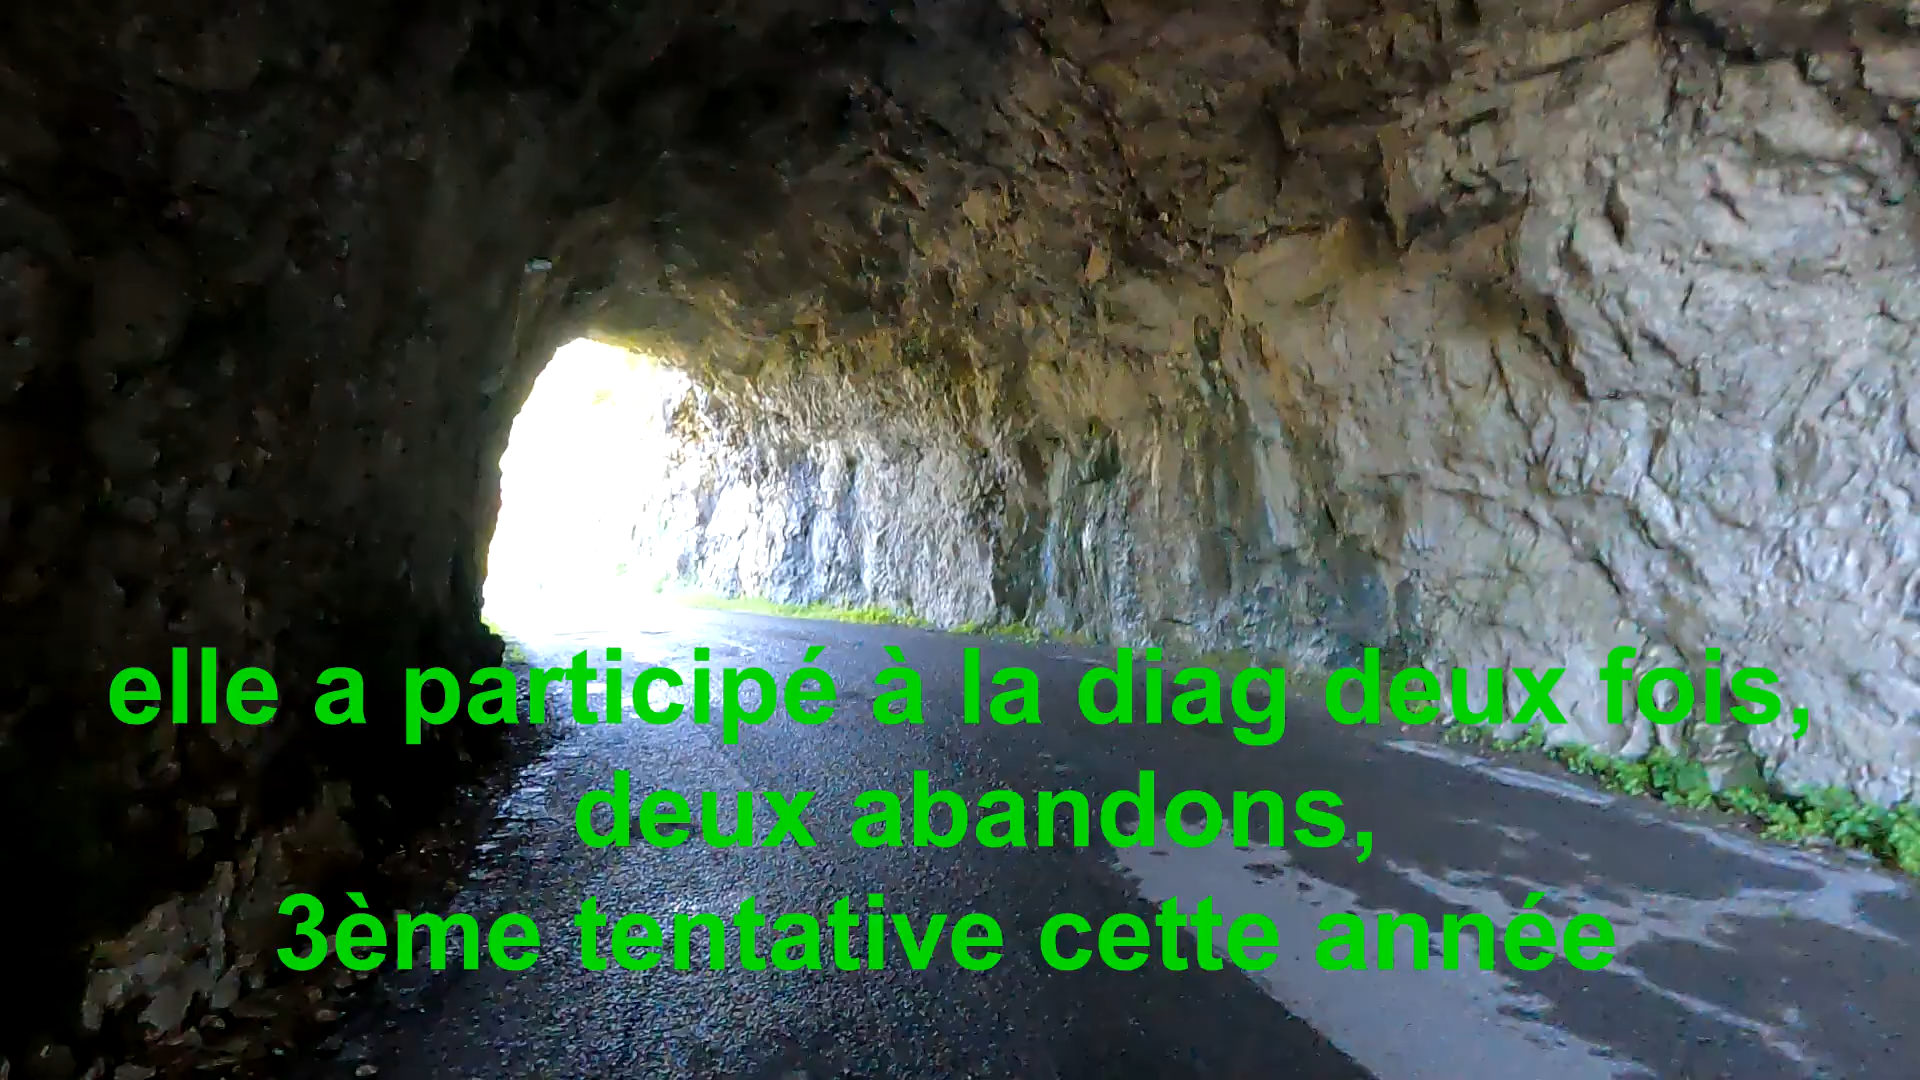 elle a participé à la diag deux fois,
deux abandons,
3ème tentative cette année